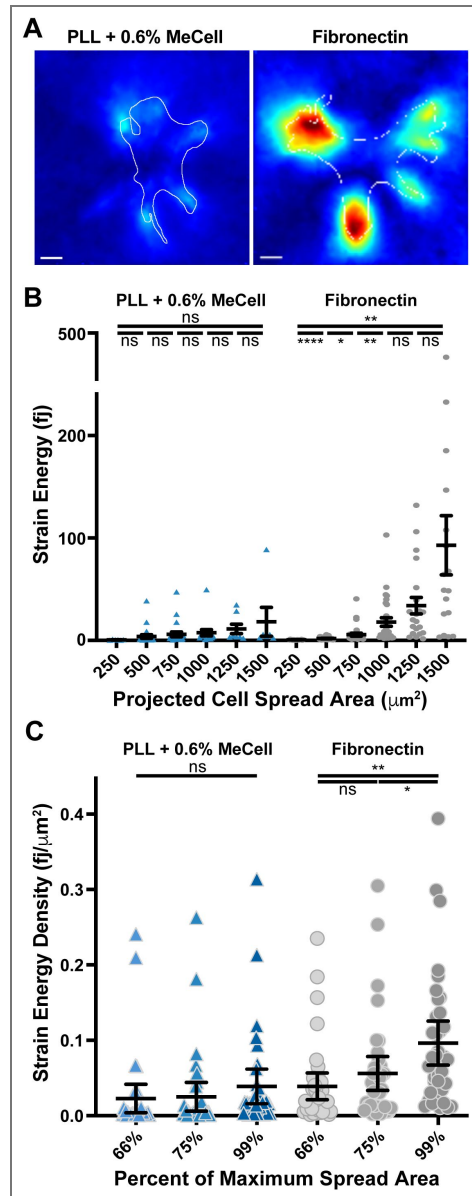 A
PLL + 0.6% MeCell Fibronectin
B
PLL + 0.6% MeCell Fibronectin
ns **
ns ns ns ns ns **** * ** ns ns
500
200
100
0
Strain Energy (fj)
250 500 750 1000 1250 1500 250 500 750 1000 1250 1500
Projected Cell Spread Area (μm²)
C
PLL + 0.6% MeCell Fibronectin
ns **
ns *
0.4
0.3
0.2
0.1
0.0
Strain Energy Density (fj/μm²)
66% 75% 99% 66% 75% 99%
Percent of Maximum Spread Area